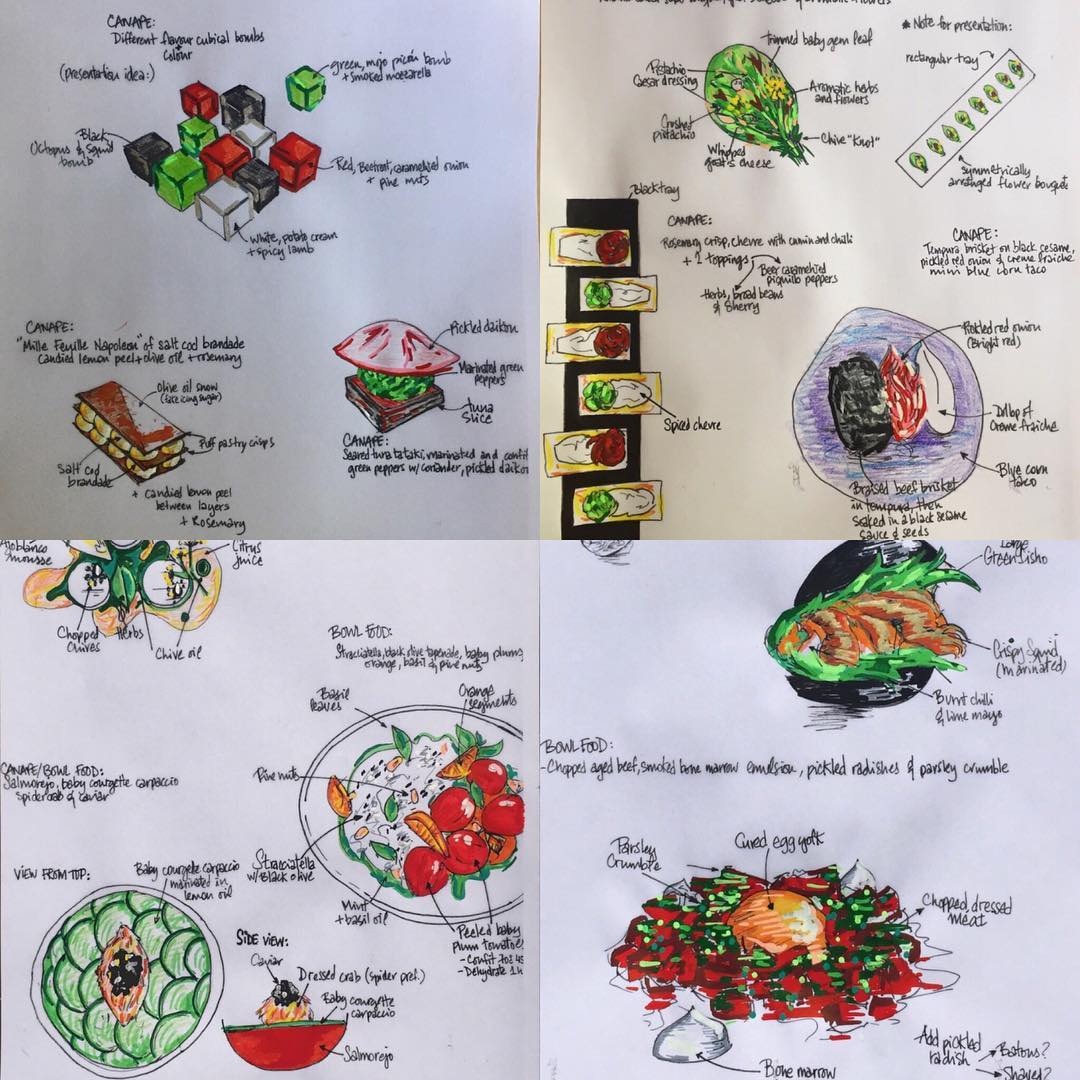 CANAPE:
Different flavour cubical bombs
+
colour
(presentation idea:)
green, mojo picón bomb
+ smoked mozzarella
Black
Octopus & squid
bomb
Red, Beetroot, caramelised onion
+ pine nuts
White, potato cream
+ spicy lamb
CANAPE:
"Mille Feuille Napoleon" of salt cod brandade
candied lemon peel + olive oil + rosemary
Olive oil snow
(fake icing sugar)
Puff pastry crisps
Salt cod
brandade
+ candied lemon peel
between layers
+ Rosemary
Pickled daikon
Marinated green
peppers
tuna
slice
CANAPE:
Seared tuna tataki, marinated and confit
green peppers w/ coriander, pickled daikon
* Note for presentation:
trimmed baby gem leaf
rectangular tray
Pistachio
Caesar dressing
Aromatic herbs
and flowers
Crushed
pistachio
Chive "Knot"
Whipped
goat's cheese
symmetrically
arranged flower bouquet
Black tray
CANAPE:
Rosemary crisp, chevre with cumin and chilli
+ 2 toppings
Beer caramelised
piquillo peppers
Herbs, broad beans
& Sherry
Spiced chevre
CANAPE:
Tempura brisket on black sesame,
pickled red onion & creme fraiche
mini blue corn taco
Pickled red onion
(Bright red)
Dollop of
Creme fraiche
Blue corn
taco
Braised beef brisket
in tempura, then
soaked in a black sesame
sauce & seeds
Ajoblanco
mousse
Citrus
juice
Chopped
Chives
Herbs
Chive oil
BOWL FOOD:
Stracciatella, black olive tapenade, baby plums,
orange, basil & pine nuts
Basil
leaves
Orange
segments
Pine nuts
Stracciatella
w/ Black olive
Mint
+ basil oil
Peeled baby
plum tomatoes
- Confit
- Dehydrate
CANAPE/BOWL FOOD:
Salmorejo, baby courgette carpaccio
spider crab & caviar
VIEW FROM TOP:
Baby courgette carpaccio
marinated in
lemon oil
SIDE VIEW:
Caviar
Dressed crab (spider pref.)
Baby courgette
carpaccio
Salmorejo
Large
Green Shiso
Crispy Squid
(marinated)
Burnt chilli
& lime mayo
BOWL FOOD:
- Chopped aged beef, smoked bone marrow emulsion, pickled radishes & parsley crumble
Parsley
Crumble
Cured egg yolk
Chopped, dressed
meat
Bone marrow
Add pickled
radish
Batons?
Shaved?